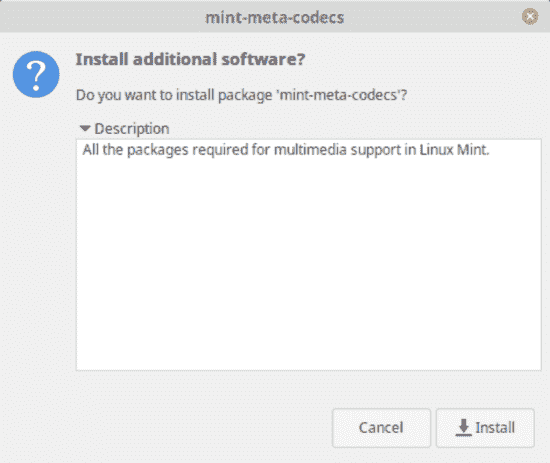 mint-meta-codecs
Install additional software?
Do you want to install package 'mint-meta-codecs'?
Description
All the packages required for multimedia support in Linux Mint.
Cancel
Install